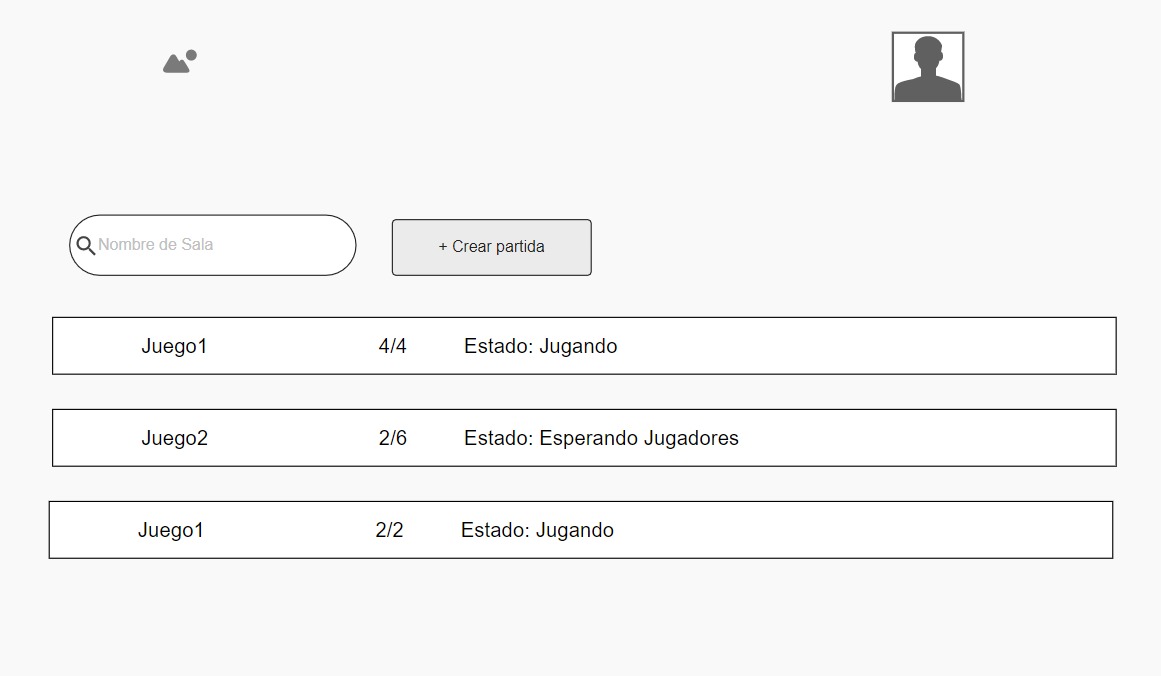 Nombre de Sala
+ Crear partida
Juego1 4/4 Estado: Jugando
Juego2 2/6 Estado: Esperando Jugadores
Juego1 2/2 Estado: Jugando